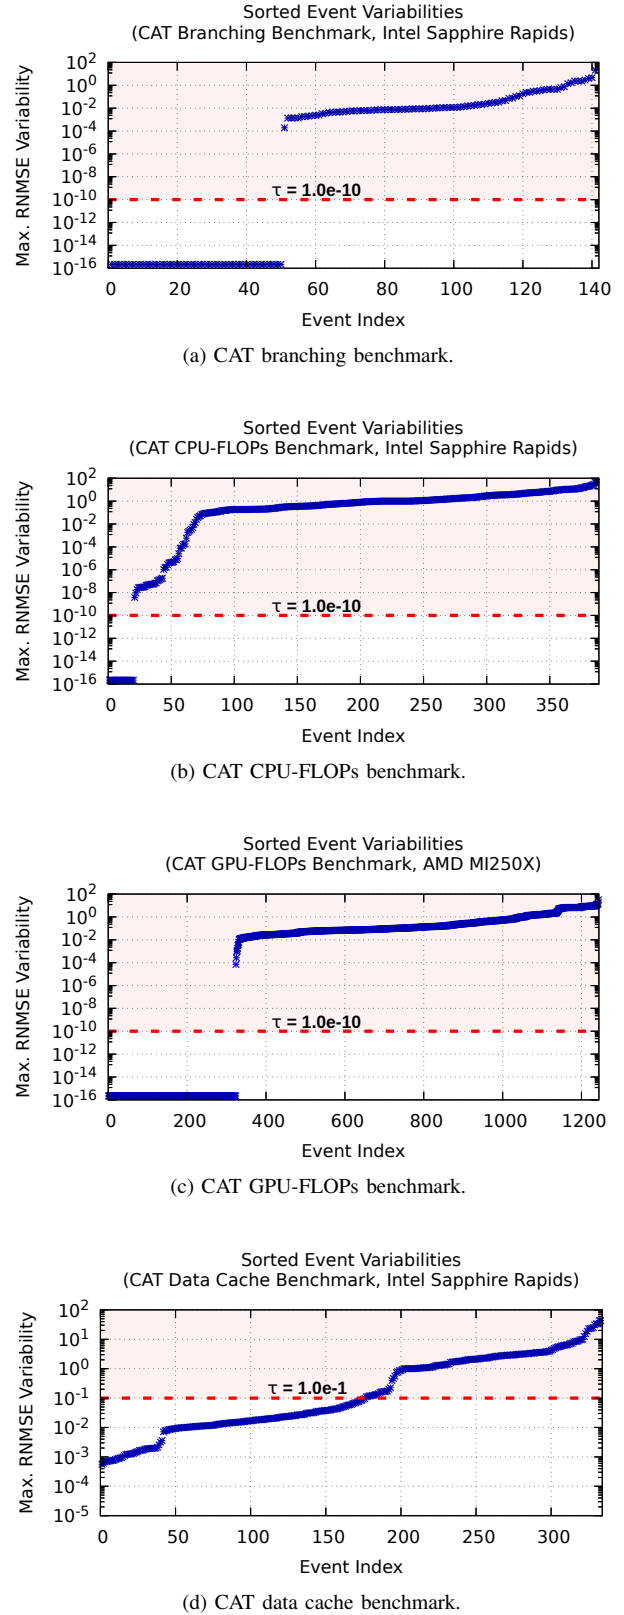 Sorted Event Variabilities
(CAT Branching Benchmark, Intel Sapphire Rapids)
Max. RNMSE Variability
10^2
10^0
10^-2
10^-4
10^-6
10^-8
10^-10
10^-12
10^-14
10^-16
τ = 1.0e-10
0 20 40 60 80 100 120 140
Event Index
(a) CAT branching benchmark.
Sorted Event Variabilities
(CAT CPU-FLOPs Benchmark, Intel Sapphire Rapids)
Max. RNMSE Variability
10^2
10^0
10^-2
10^-4
10^-6
10^-8
10^-10
10^-12
10^-14
10^-16
τ = 1.0e-10
50 100 150 200 250 300 350
Event Index
(b) CAT CPU-FLOPs benchmark.
Sorted Event Variabilities
(CAT GPU-FLOPs Benchmark, AMD MI250X)
Max. RNMSE Variability
10^2
10^0
10^-2
10^-4
10^-6
10^-8
10^-10
10^-12
10^-14
10^-16
τ = 1.0e-10
0 200 400 600 800 1000 1200
Event Index
(c) CAT GPU-FLOPs benchmark.
Sorted Event Variabilities
(CAT Data Cache Benchmark, Intel Sapphire Rapids)
Max. RNMSE Variability
10^2
10^1
10^0
10^-1
10^-2
10^-3
10^-4
10^-5
τ = 1.0e-1
0 50 100 150 200 250 300
Event Index
(d) CAT data cache benchmark.